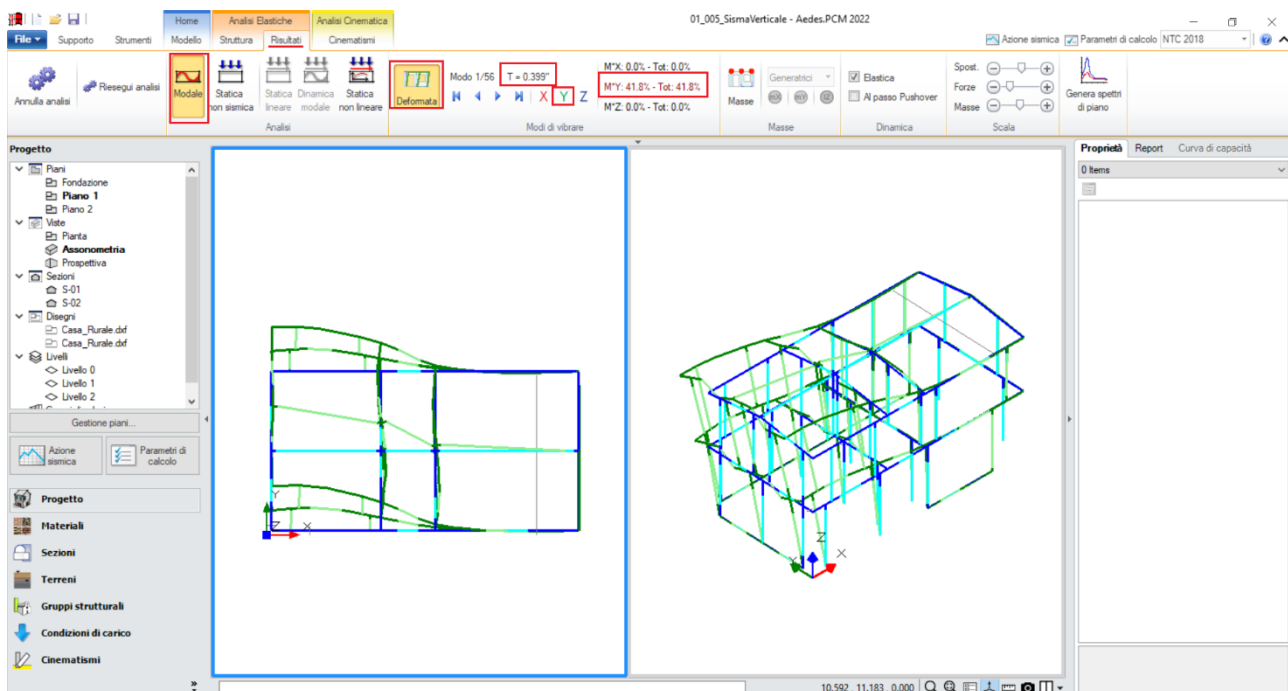 01_005_SismaVerticale - Aedes.PCM 2022
Home
Analisi Elastiche
Analisi Cinematica
File
Supporto
Strumenti
Modello
Struttura
Risultati
Cinematismi
Azione sismica
Parametri di calcolo
NTC 2018
Annulla analisi
Riesegui analisi
Modale
Statica non sismica
Statica lineare
Dinamica modale
Statica non lineare
Analisi
Deformata
Modo 1/56
T = 0.399"
X
Y
Z
M*X: 0.0% - Tot: 0.0%
M*Y: 41.8% - Tot: 41.8%
M*Z: 0.0% - Tot: 0.0%
Modi di vibrare
Masse
Generatrici
Masse
Elastica
Al passo Pushover
Dinamica
Spost.
Forze
Masse
Scala
Genera spettri di piano
Progetto
Piani
Fondazione
Piano 1
Piano 2
Viste
Pianta
Assonometria
Prospettiva
Sezioni
S-01
S-02
Disegni
Casa_Rurale.dxf
Casa_Rurale.dxf
Livelli
Livello 0
Livello 1
Livello 2
Gestione piani...
Azione sismica
Parametri di calcolo
Progetto
Materiali
Sezioni
Terreni
Gruppi strutturali
Condizioni di carico
Cinematismi
Y
Z
X
Z
Y
X
Proprietà
Report
Curva di capacità
0 Items
10.592 11.183 0.000